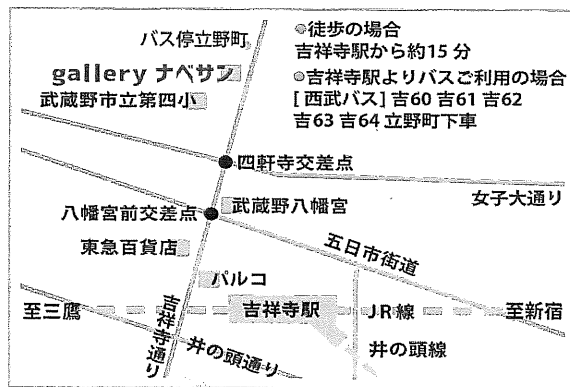 バス停立野町
gallery ナベサン
武蔵野市立第四小
●徒歩の場合
吉祥寺駅から約15分
●吉祥寺駅よりバスご利用の場合
[西武バス] 吉60 吉61 吉62
吉63 吉64 立野町下車
四軒寺交差点
女子大通り
八幡宮前交差点
武蔵野八幡宮
東急百貨店
五日市街道
パルコ
至三鷹
吉祥寺駅
JR線
至新宿
吉祥寺通り
井の頭通り
井の頭線